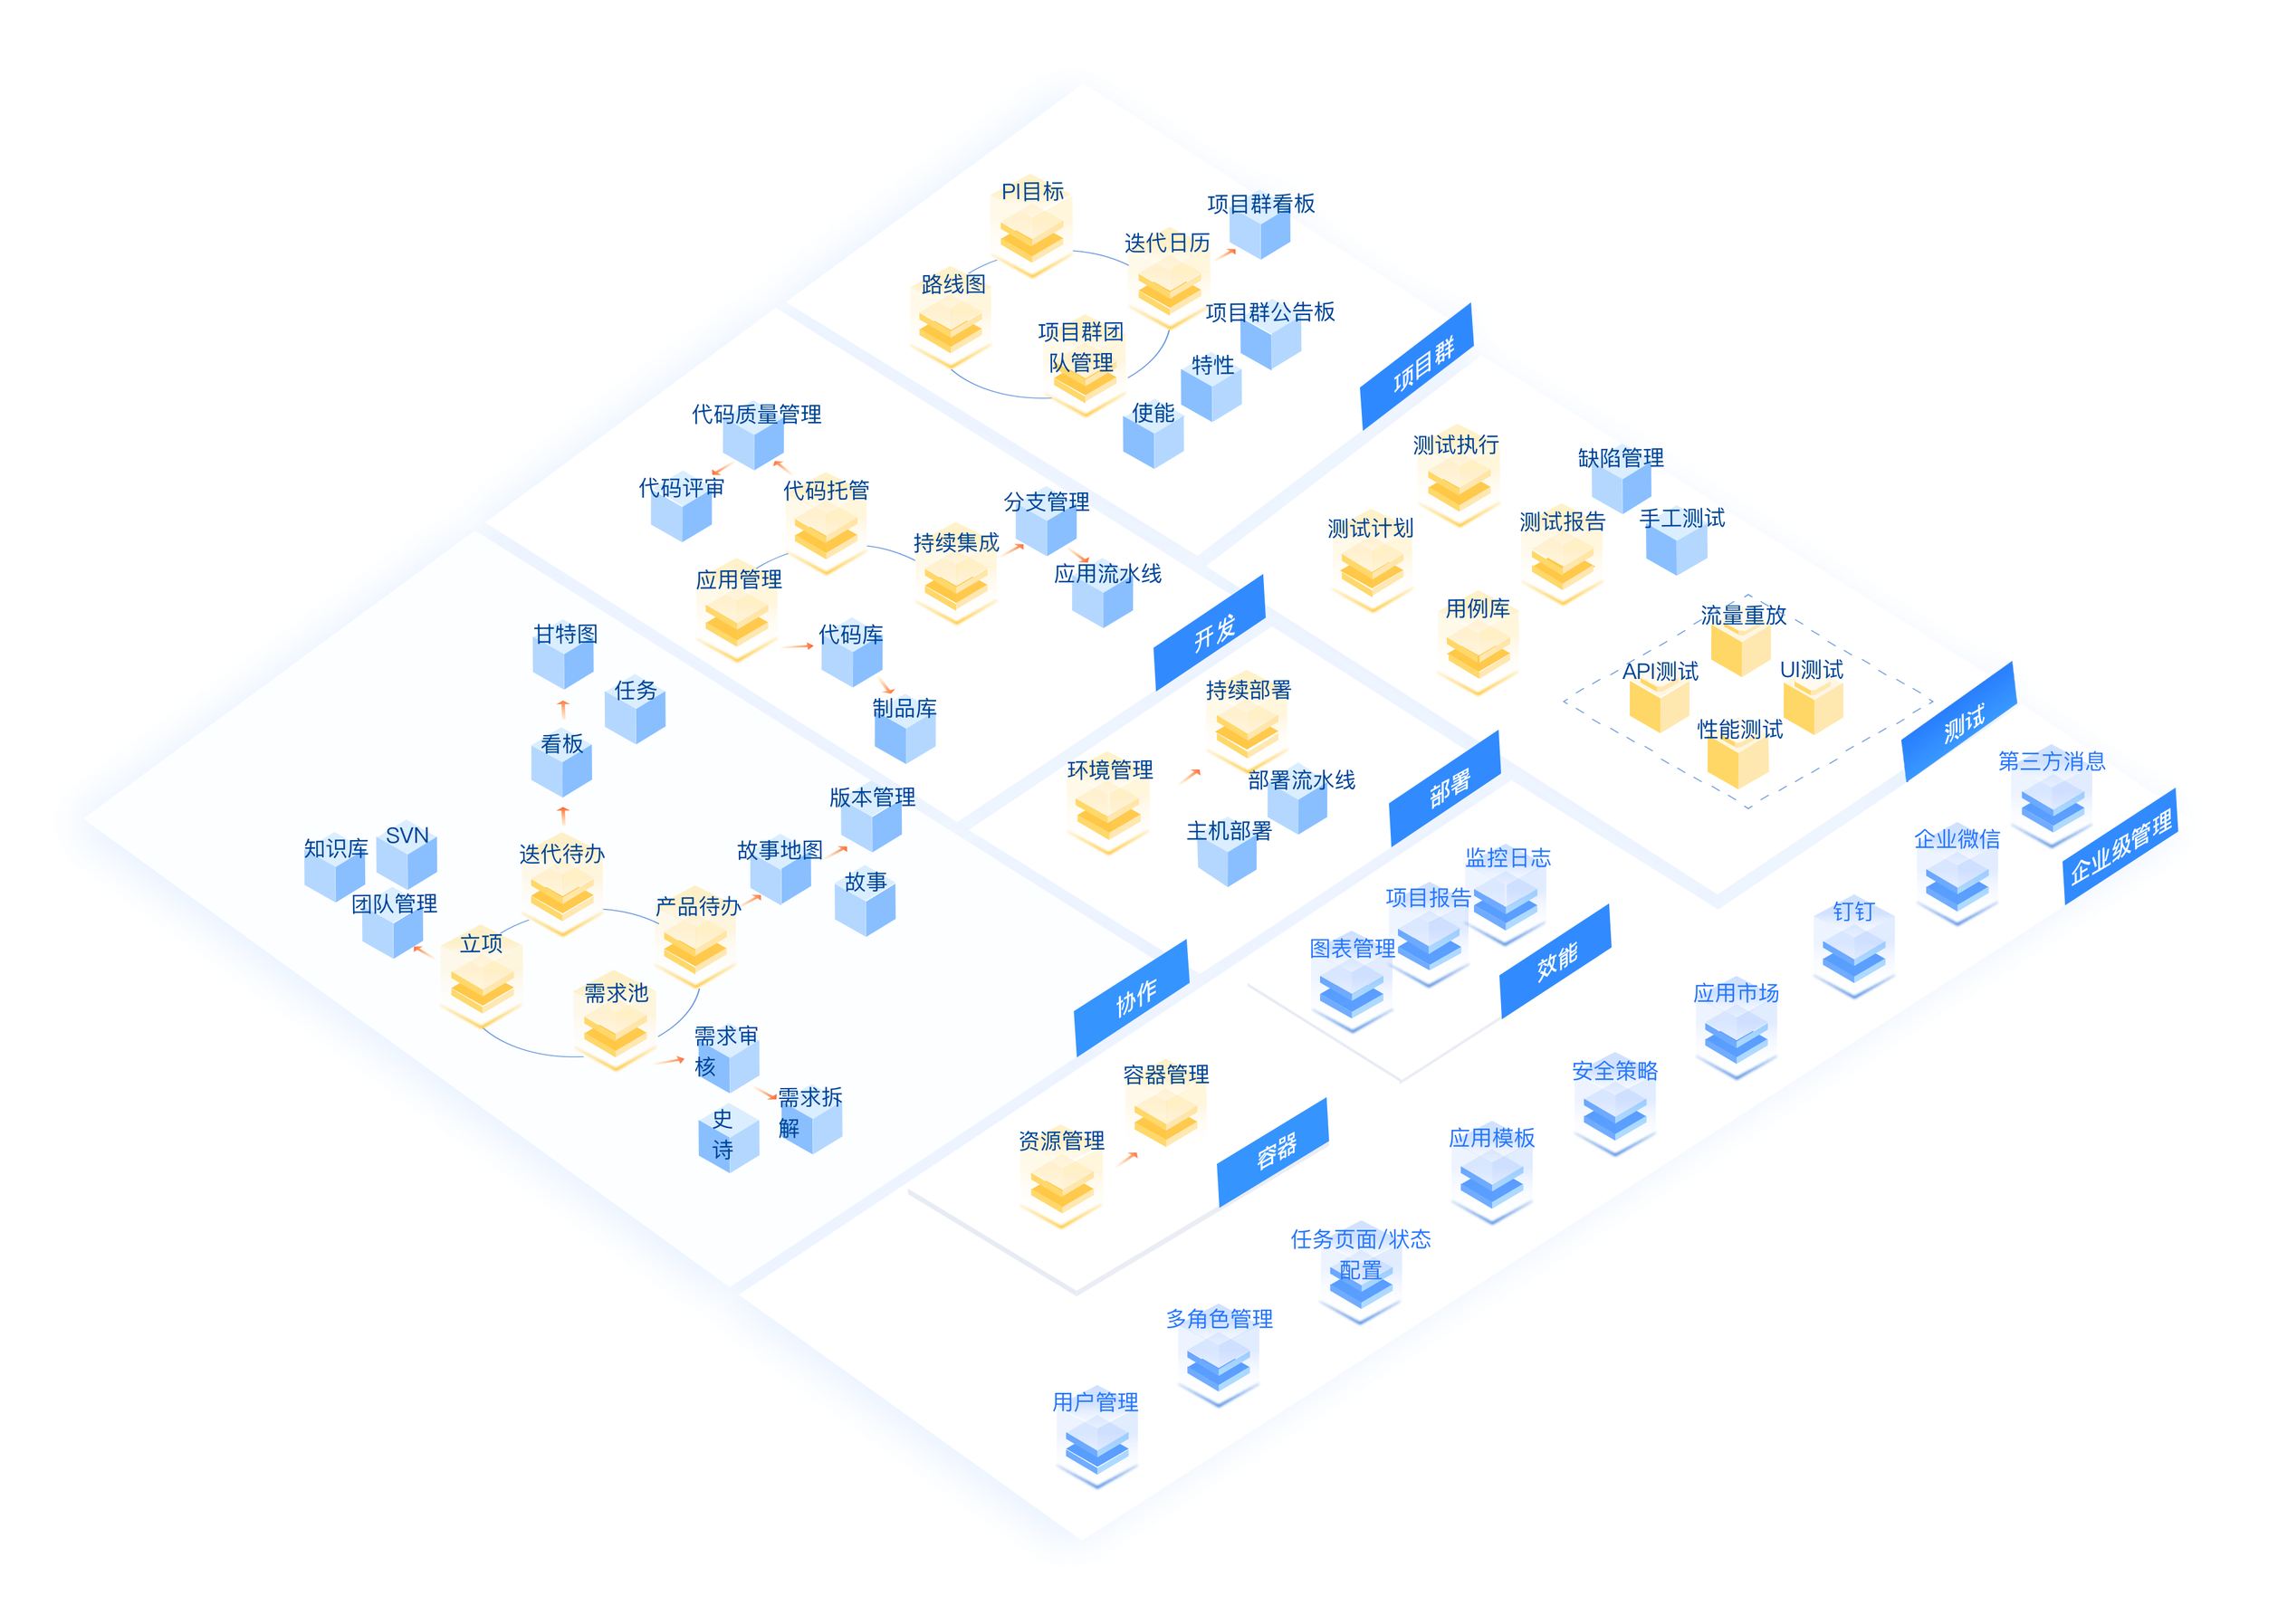 PI目标
项目群看板
迭代日历
路线图
项目群公告板
项目群团
队管理
特性
使能
项目群
代码质量管理
代码评审
代码托管
分支管理
持续集成
应用流水线
应用管理
代码库
制品库
开发
测试执行
缺陷管理
测试计划
测试报告
手工测试
用例库
流量重放
API测试
UI测试
性能测试
测试
持续部署
环境管理
部署流水线
主机部署
部署
甘特图
任务
看板
版本管理
SVN
知识库
迭代待办
故事地图
故事
团队管理
产品待办
立项
需求池
需求审
核
需求拆
解
史
诗
协作
监控日志
项目报告
图表管理
效能
容器管理
资源管理
容器
第三方消息
企业微信
钉钉
应用市场
安全策略
应用模板
任务页面/状态
配置
多角色管理
用户管理
企业级管理